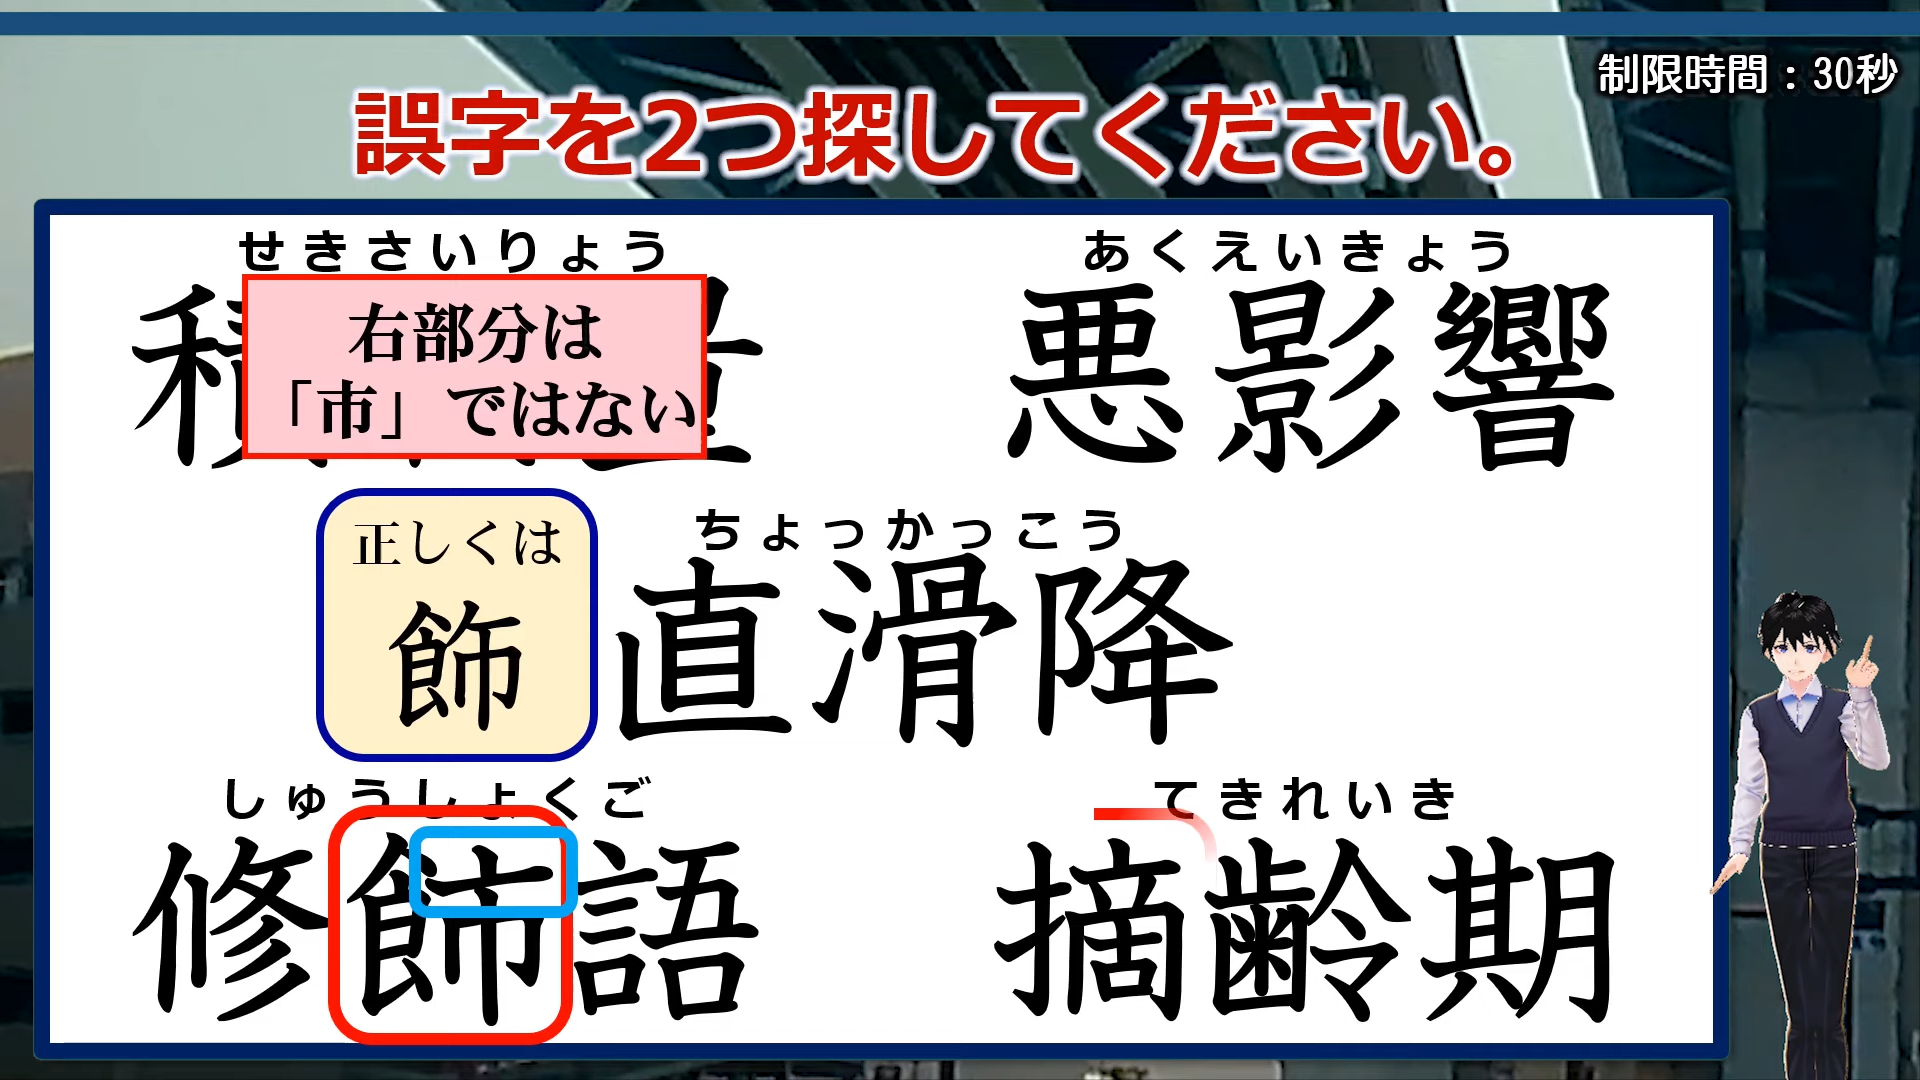 制限時間：30秒
誤字を2つ探してください。
せきさいりょう
積 量
右部分は
「市」ではない
あくえいきょう
悪影響
正しくは
飾
ちょっかっこう
直滑降
しゅうしょくご
修飾語
てきれいき
摘齢期